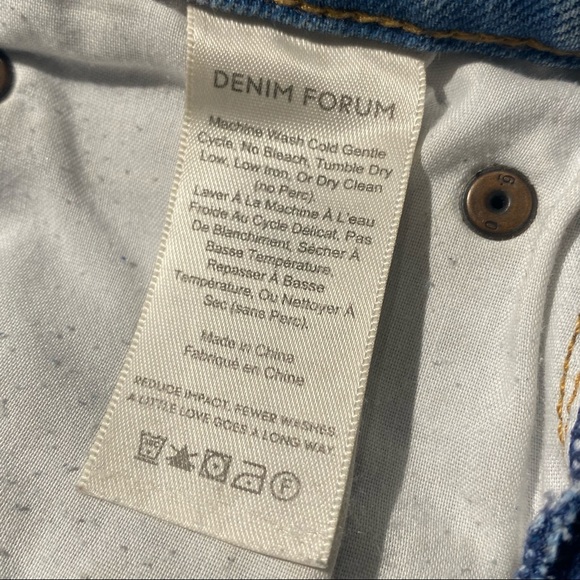 DENIM FORUM
Machine Wash Cold Gentle
Cycle, No Bleach, Tumble Dry
Low, Low Iron, Or Dry Clean
(no Perc).
Laver À La Machine À L'eau
Froide Au Cycle Délicat, Pas
De Blanchiment, Sécher À
Basse Température,
Repasser À Basse
Température, Ou Nettoyer À
Sec (sans Perc).
Made in China
Fabriqué en China
REDUCE IMPACT, FEWER WASHES.
A LITTLE LOVE GOES A LONG WAY
F